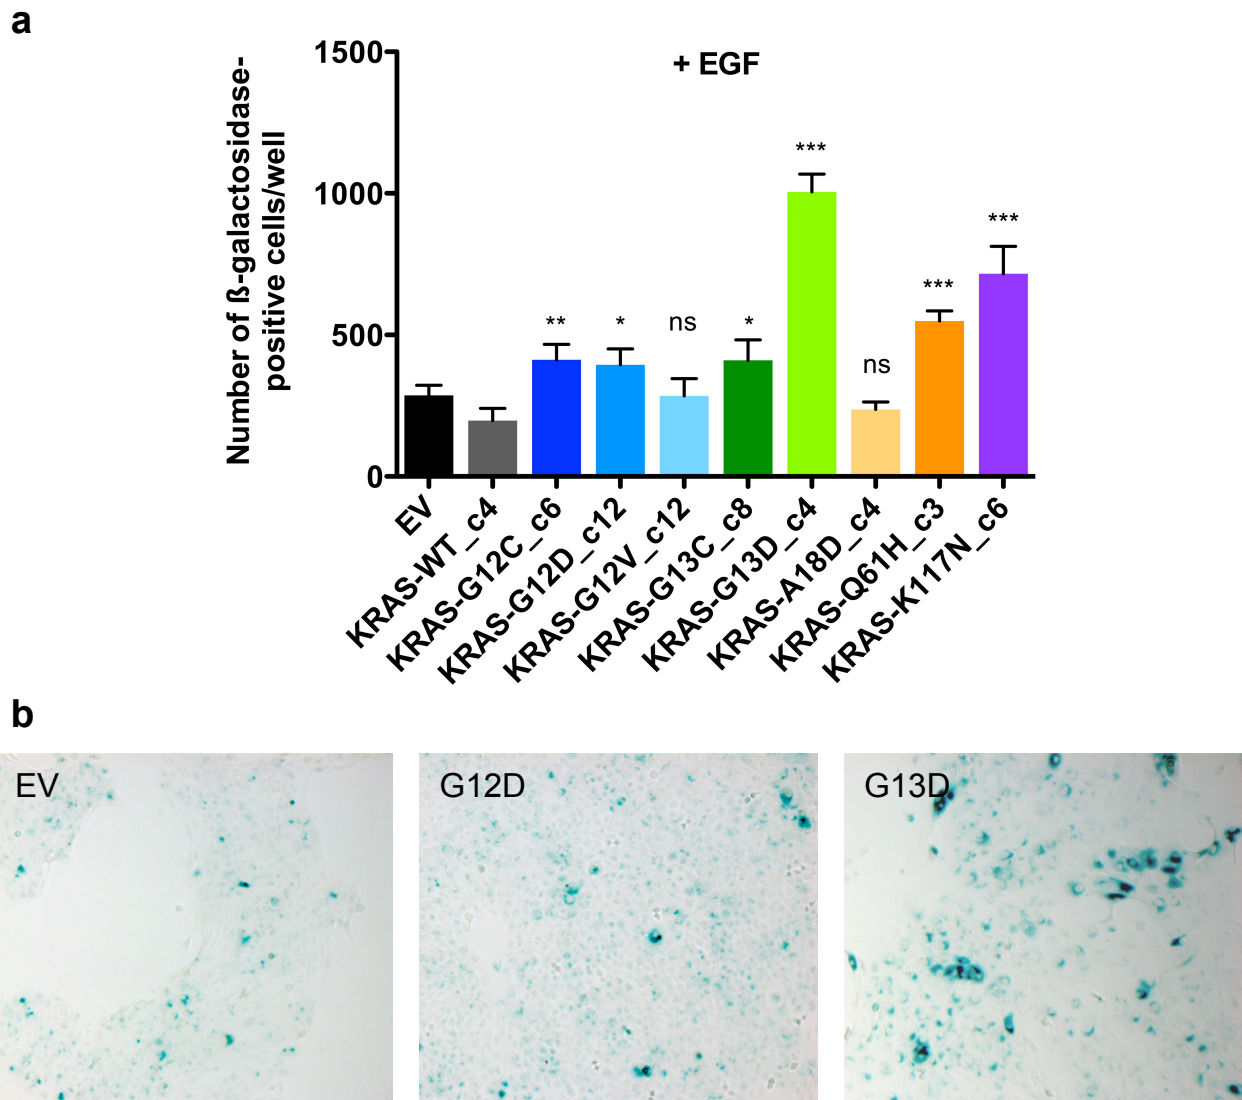 a
+ EGF
Number of ß-galactosidase-
positive cells/well
1500
1000
500
0
**
*
ns
*
***
ns
***
***
EV
KRAS-WT_c4
KRAS-G12C_c6
KRAS-G12D_c12
KRAS-G12V_c12
KRAS-G13C_c8
KRAS-G13D_c4
KRAS-A18D_c4
KRAS-Q61H_c3
KRAS-K117N_c6
b
EV
G12D
G13D